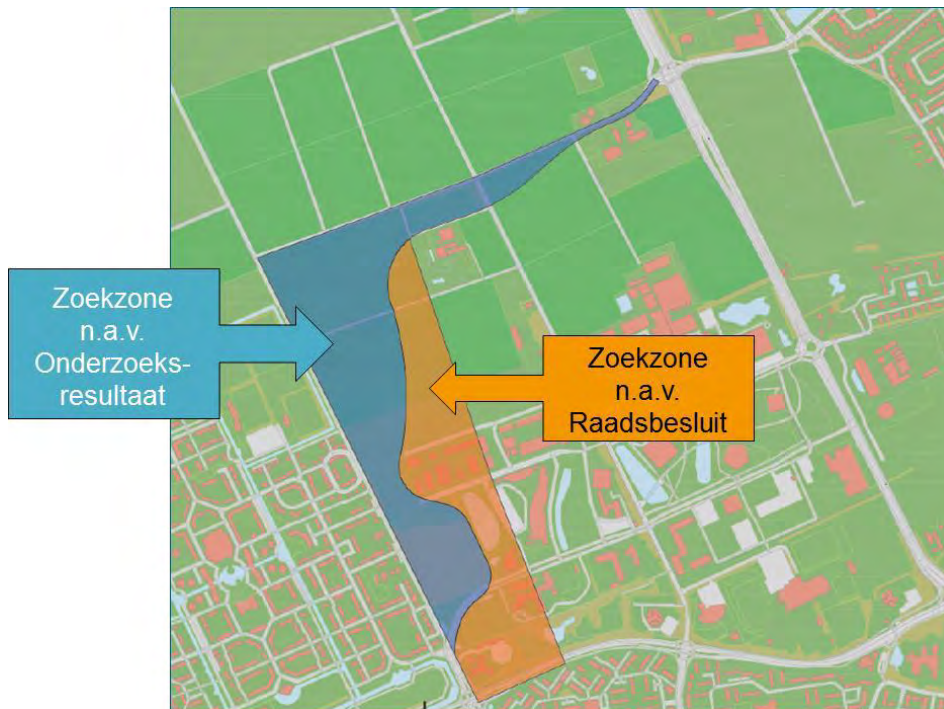 Zoekzone
n.a.v.
Onderzoeks-
resultaat
Zoekzone
n.a.v.
Raadsbesluit